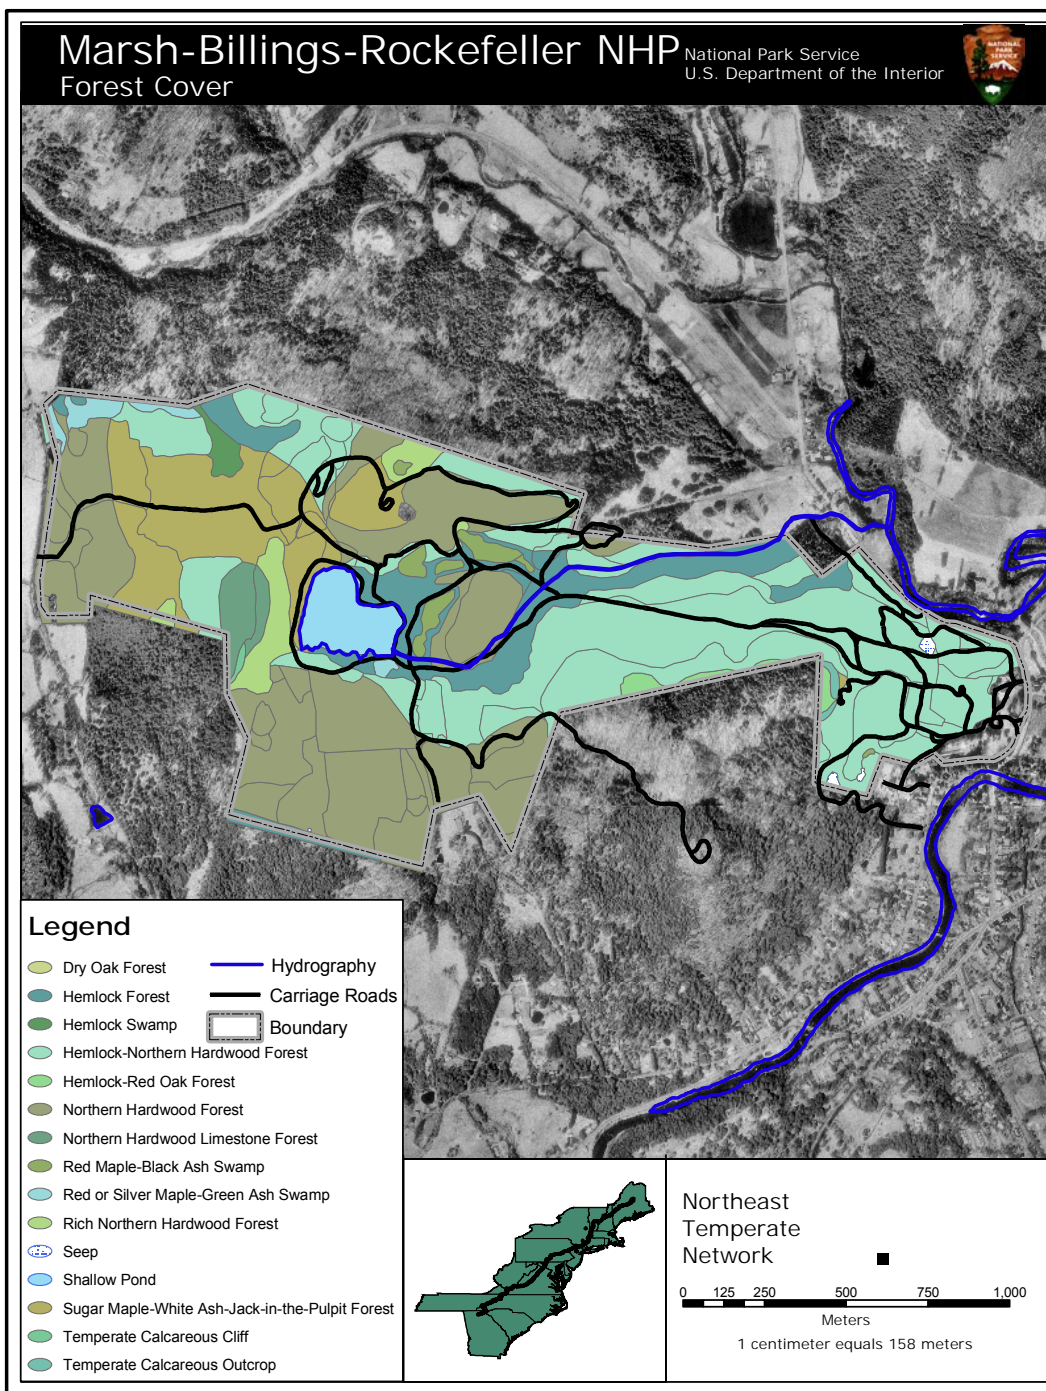 Marsh-Billings-Rockefeller NHP
Forest Cover
National Park Service
U.S. Department of the Interior
NATIONAL
PARK
SERVICE
Legend
Dry Oak Forest
Hemlock Forest
Hemlock Swamp
Hemlock-Northern Hardwood Forest
Hemlock-Red Oak Forest
Northern Hardwood Forest
Northern Hardwood Limestone Forest
Red Maple-Black Ash Swamp
Red or Silver Maple-Green Ash Swamp
Rich Northern Hardwood Forest
Seep
Shallow Pond
Sugar Maple-White Ash-Jack-in-the-Pulpit Forest
Temperate Calcareous Cliff
Temperate Calcareous Outcrop
Hydrography
Carriage Roads
Boundary
Northeast
Temperate
Network
0 125 250 500 750 1,000
Meters
1 centimeter equals 158 meters